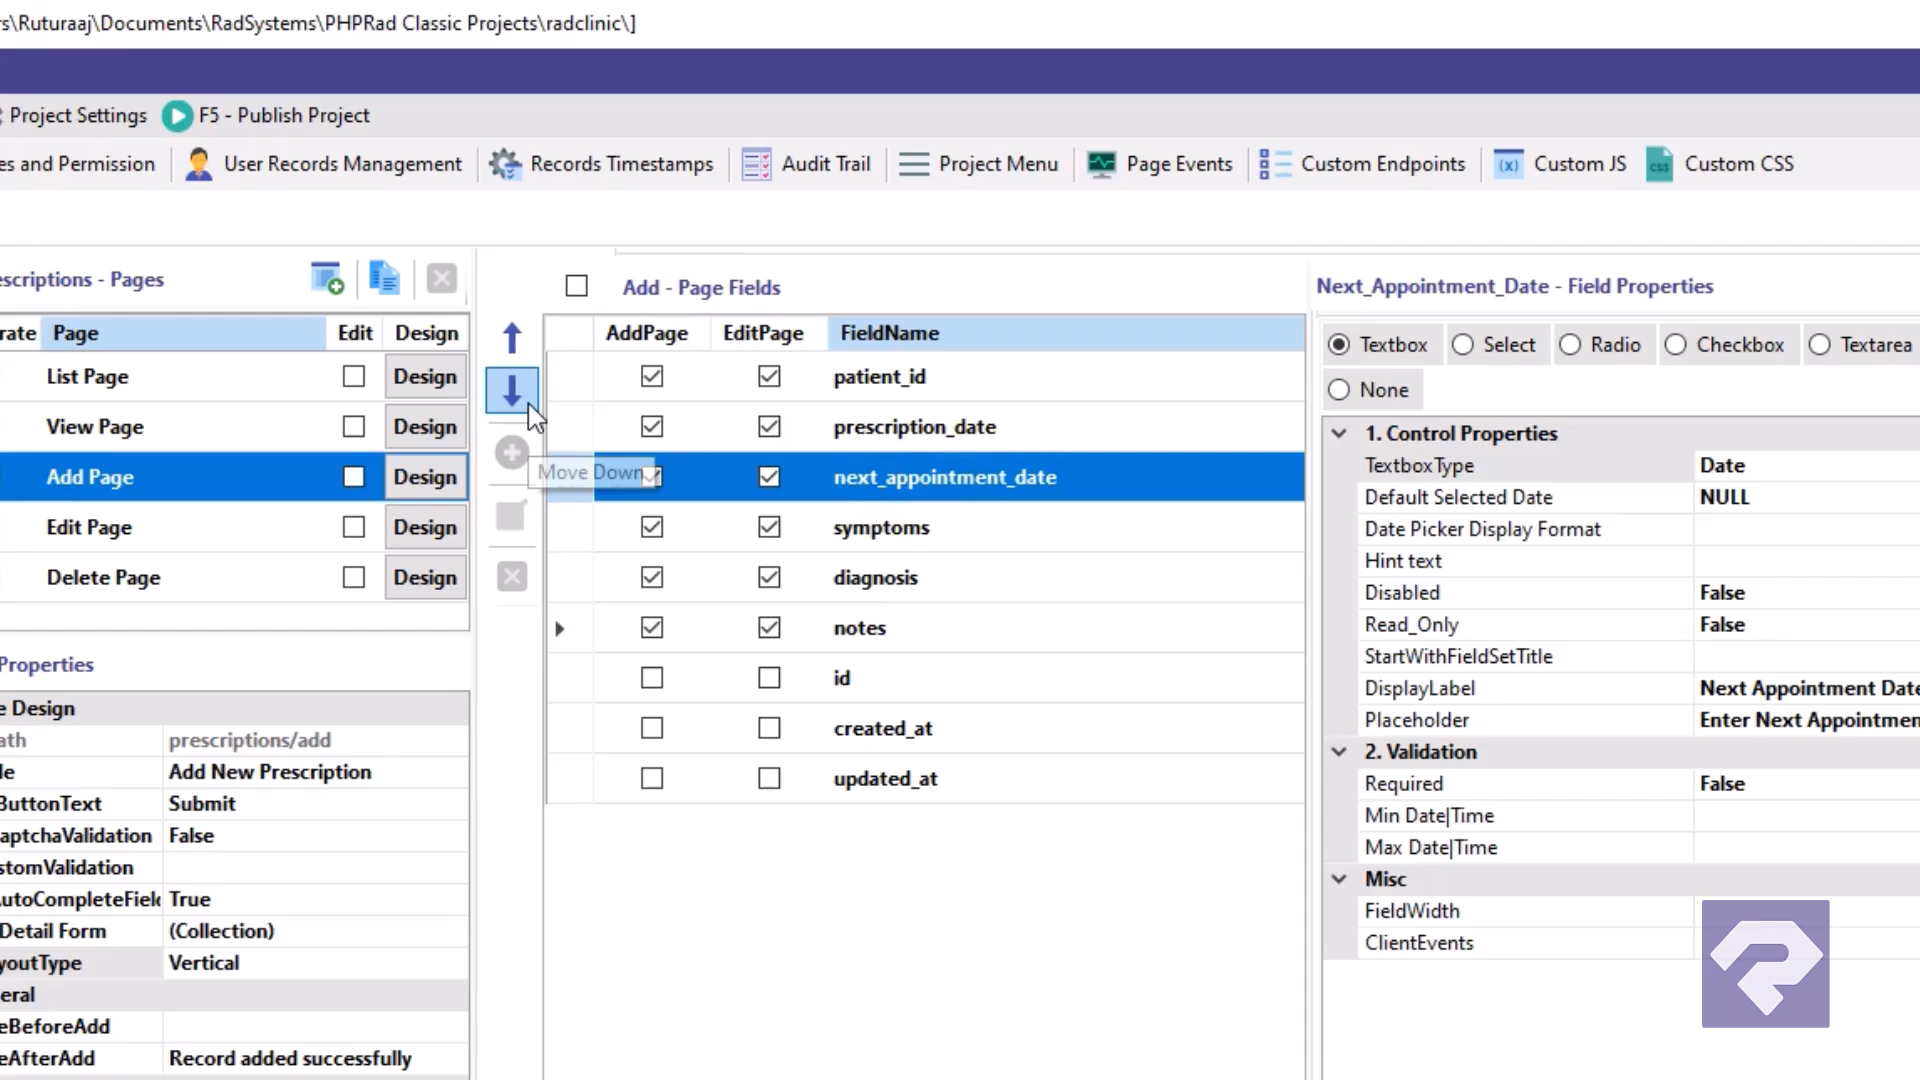 rs\Ruturaaj\Documents\RadSystems\PHPRad Classic Projects\radclinic\]
Project Settings F5 - Publish Project
es and Permission User Records Management Records Timestamps Audit Trail Project Menu Page Events Custom Endpoints (x) Custom JS css Custom CSS
escriptions - Pages
rate Page Edit Design
List Page Design
View Page Design
Add Page Design
Edit Page Design
Delete Page Design
Properties
e Design
ath prescriptions/add
le Add New Prescription
ButtonText Submit
aptchaValidation False
stomValidation
AutoCompleteField True
Detail Form (Collection)
youtType Vertical
eral
eBeforeAdd
eAfterAdd Record added successfully
Add - Page Fields
AddPage EditPage FieldName
patient_id
prescription_date
Move Down next_appointment_date
symptoms
diagnosis
notes
id
created_at
updated_at
Next_Appointment_Date - Field Properties
Textbox Select Radio Checkbox Textarea
None
1. Control Properties
TextboxType Date
Default Selected Date NULL
Date Picker Display Format
Hint text
Disabled False
Read_Only False
StartWithFieldSetTitle
DisplayLabel Next Appointment Date
Placeholder Enter Next Appointmen
2. Validation
Required False
Min Date|Time
Max Date|Time
Misc
FieldWidth
ClientEvents